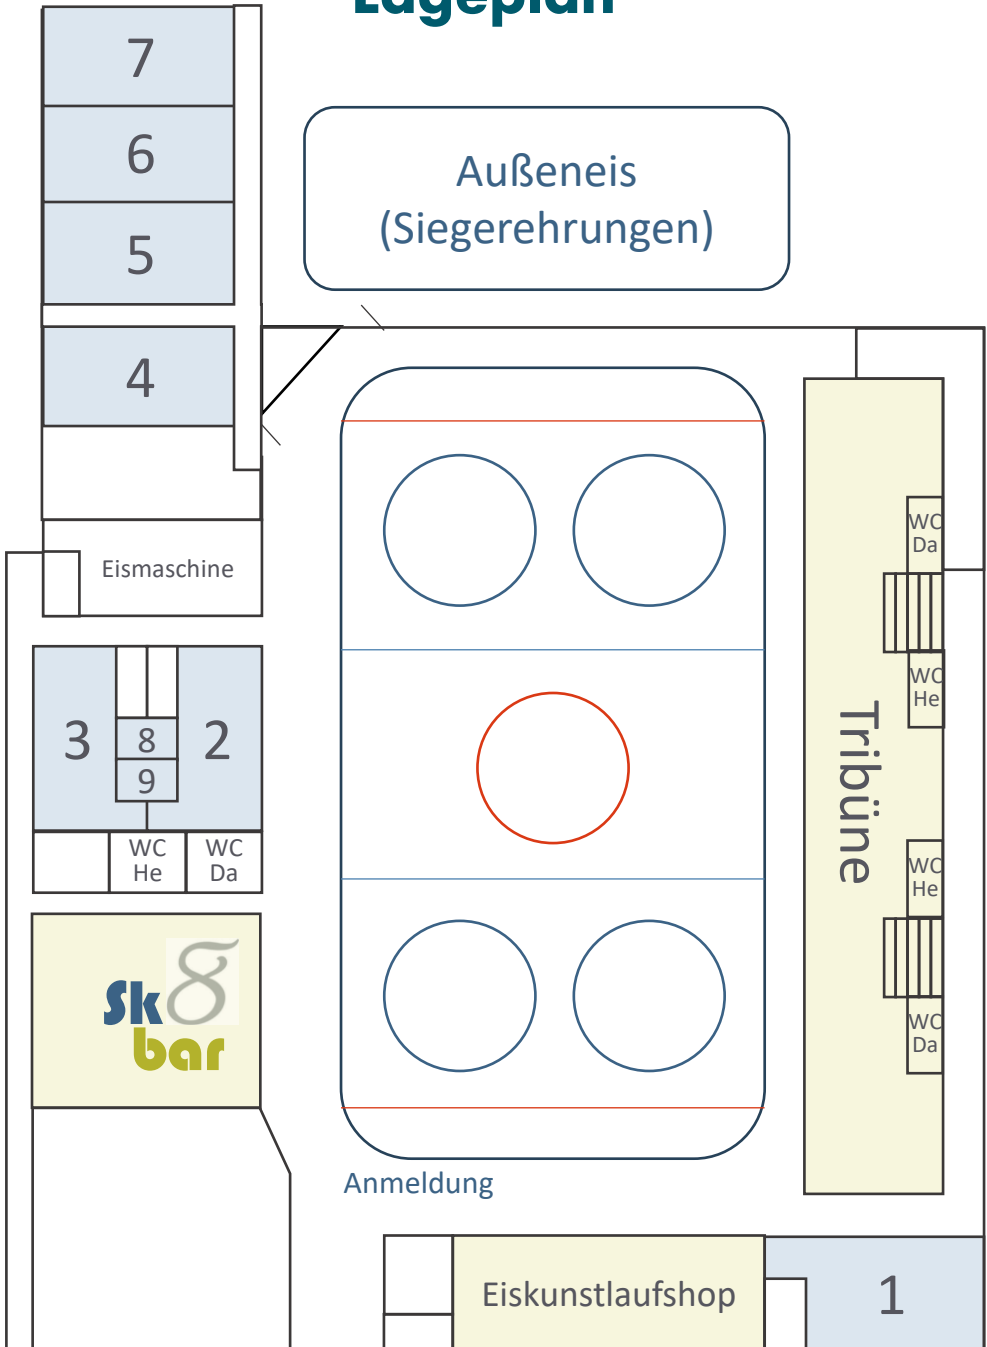 Lageplan
7
6
5
4
Außeneis
(Siegerehrungen)
Eismaschine
3
8
9
2
WC
He
WC
Da
Sk8
bar
WC
Da
WC
He
Tribüne
WC
He
WC
Da
Anmeldung
Eiskunstlaufshop
1